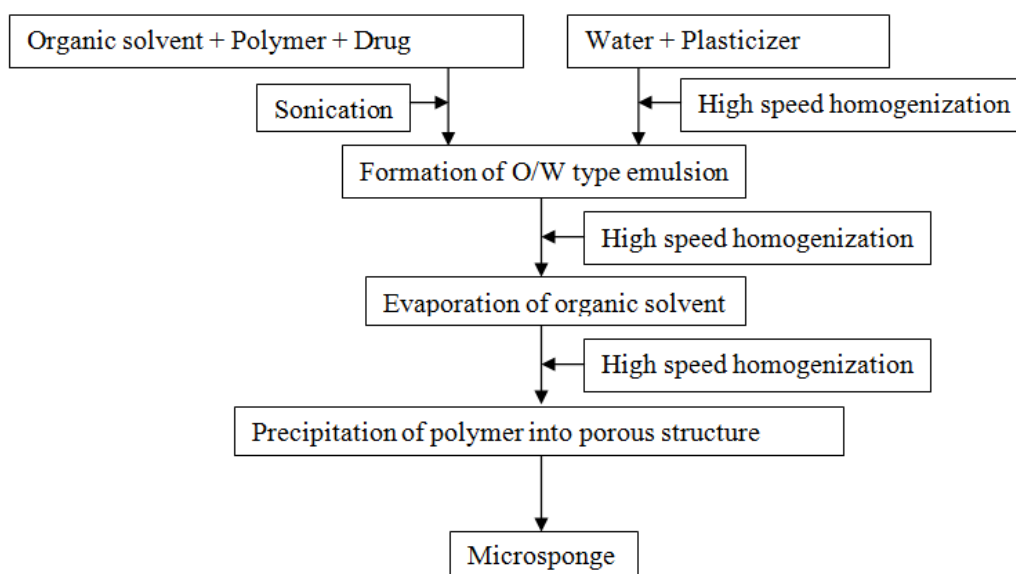 Organic solvent + Polymer + Drug
Water + Plasticizer
Sonication
High speed homogenization
Formation of O/W type emulsion
High speed homogenization
Evaporation of organic solvent
High speed homogenization
Precipitation of polymer into porous structure
Microsponge